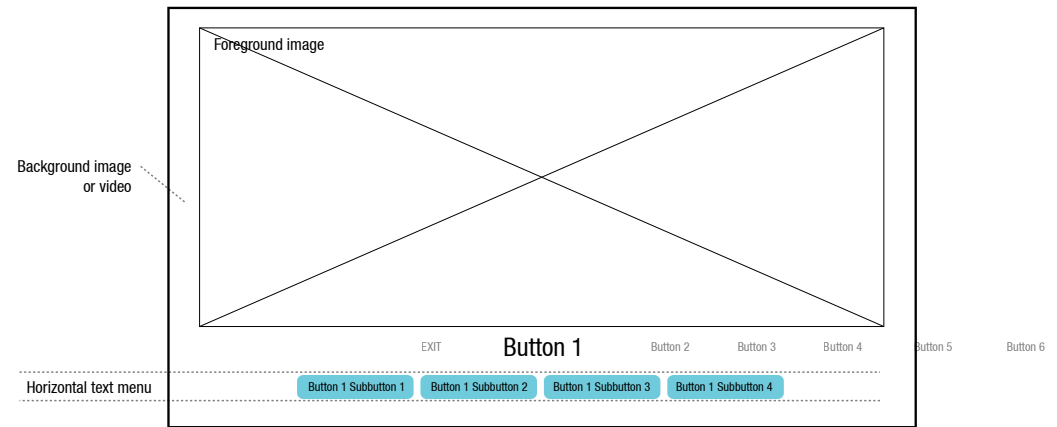 Foreground image
Background image
or video
EXIT Button 1 Button 2 Button 3 Button 4 Button 5 Button 6
Horizontal text menu
Button 1 Subbutton 1 Button 1 Subbutton 2 Button 1 Subbutton 3 Button 1 Subbutton 4